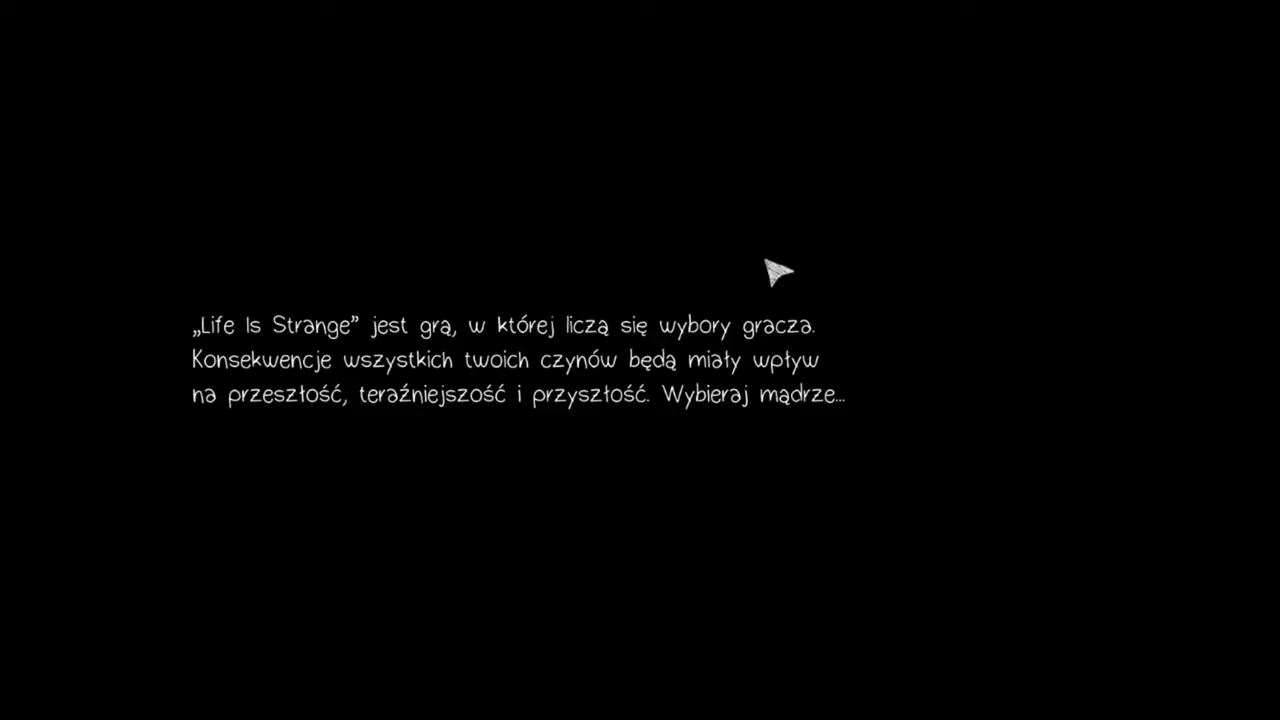 „Life Is Strange” jest grą, w której liczą się wybory gracza.
Konsekwencje wszystkich twoich czynów będą miały wpływ
na przeszłość, teraźniejszość i przyszłość. Wybieraj mądrze...